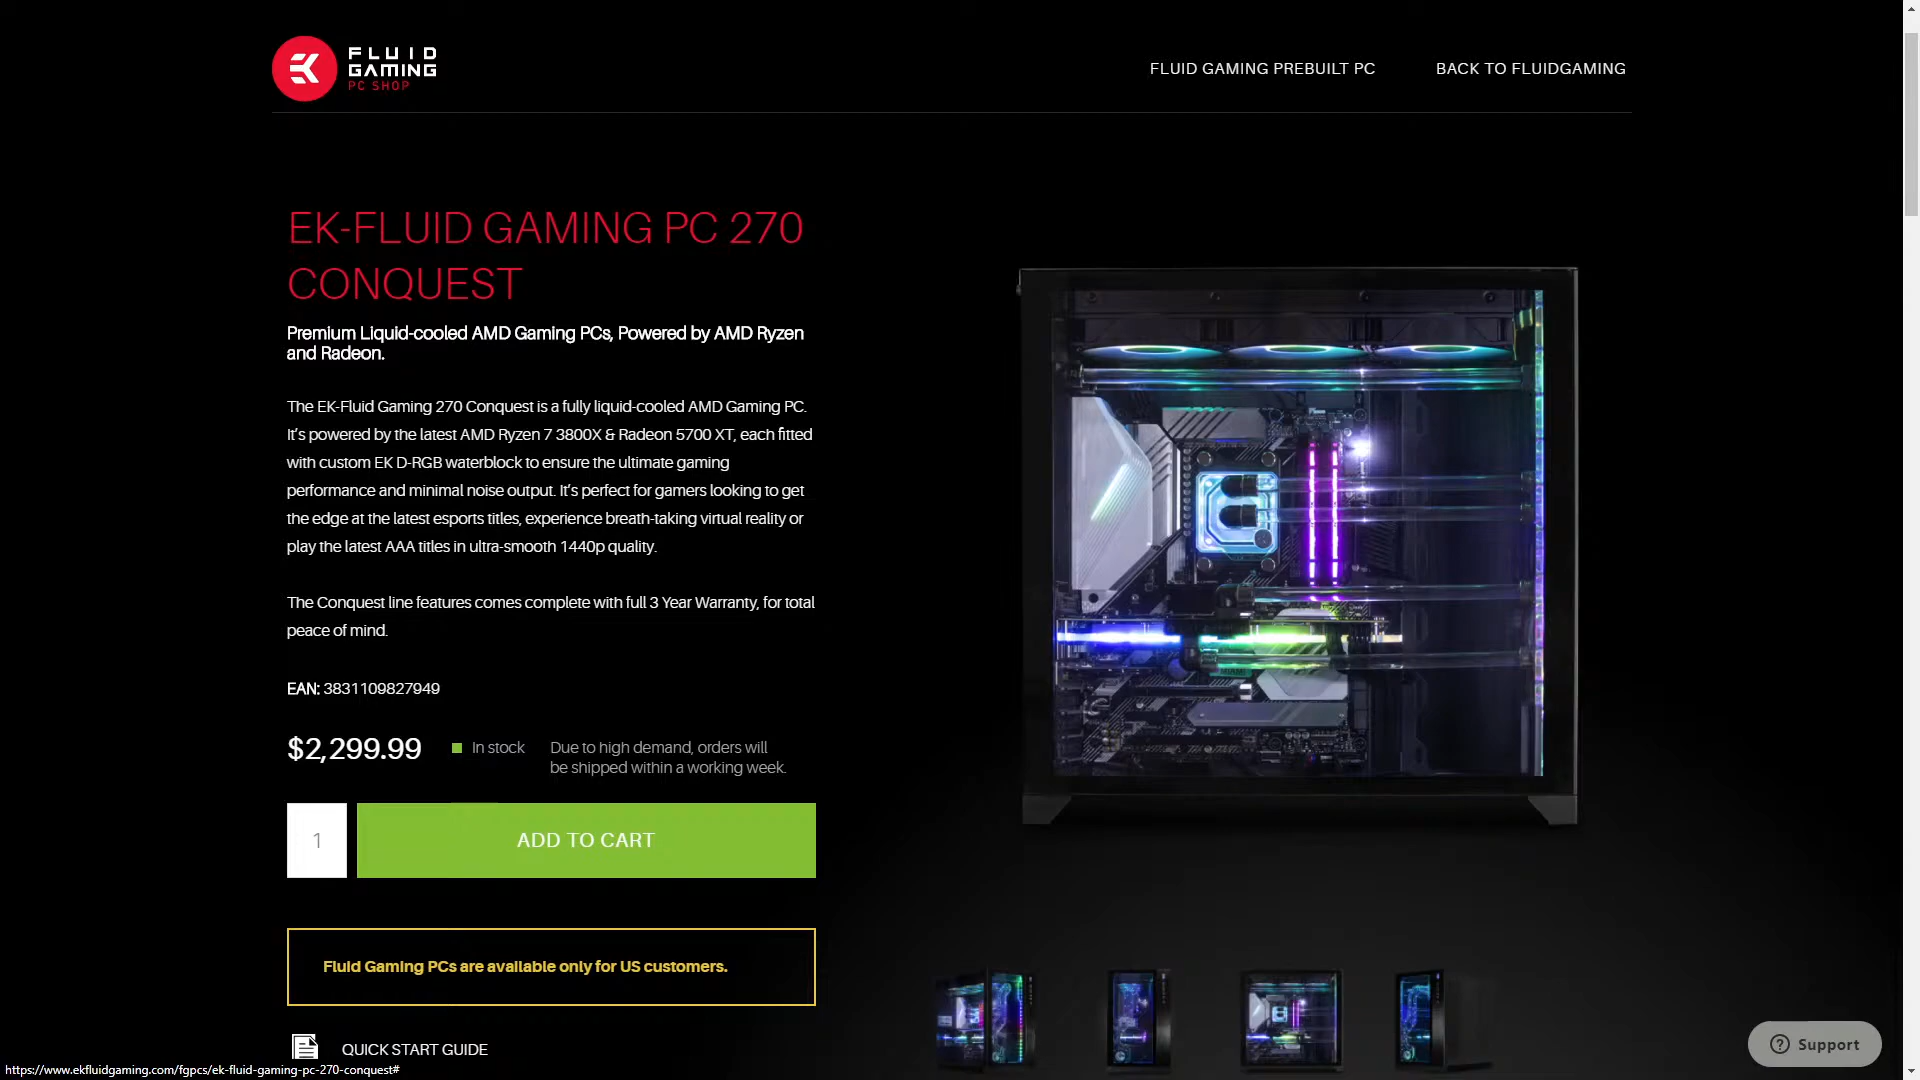 FLUID
GAMING
PC SHOP
FLUID GAMING PREBUILT PC
BACK TO FLUIDGAMING
EK-FLUID GAMING PC 270
CONQUEST
Premium Liquid-cooled AMD Gaming PCs, Powered by AMD Ryzen
and Radeon.
The EK-Fluid Gaming 270 Conquest is a fully liquid-cooled AMD Gaming PC.
It's powered by the latest AMD Ryzen 7 3800X & Radeon 5700 XT, each fitted
with custom EK D-RGB waterblock to ensure the ultimate gaming
performance and minimal noise output. It's perfect for gamers looking to get
the edge at the latest esports titles, experience breath-taking virtual reality or
play the latest AAA titles in ultra-smooth 1440p quality.
The Conquest line features comes complete with full 3 Year Warranty, for total
peace of mind.
EAN: 3831109827949
$2,299.99
In stock
Due to high demand, orders will
be shipped within a working week.
1
ADD TO CART
Fluid Gaming PCs are available only for US customers.
QUICK START GUIDE
Support
https://www.ekfluidgaming.com/fgpcs/ek-fluid-gaming-pc-270-conquest#